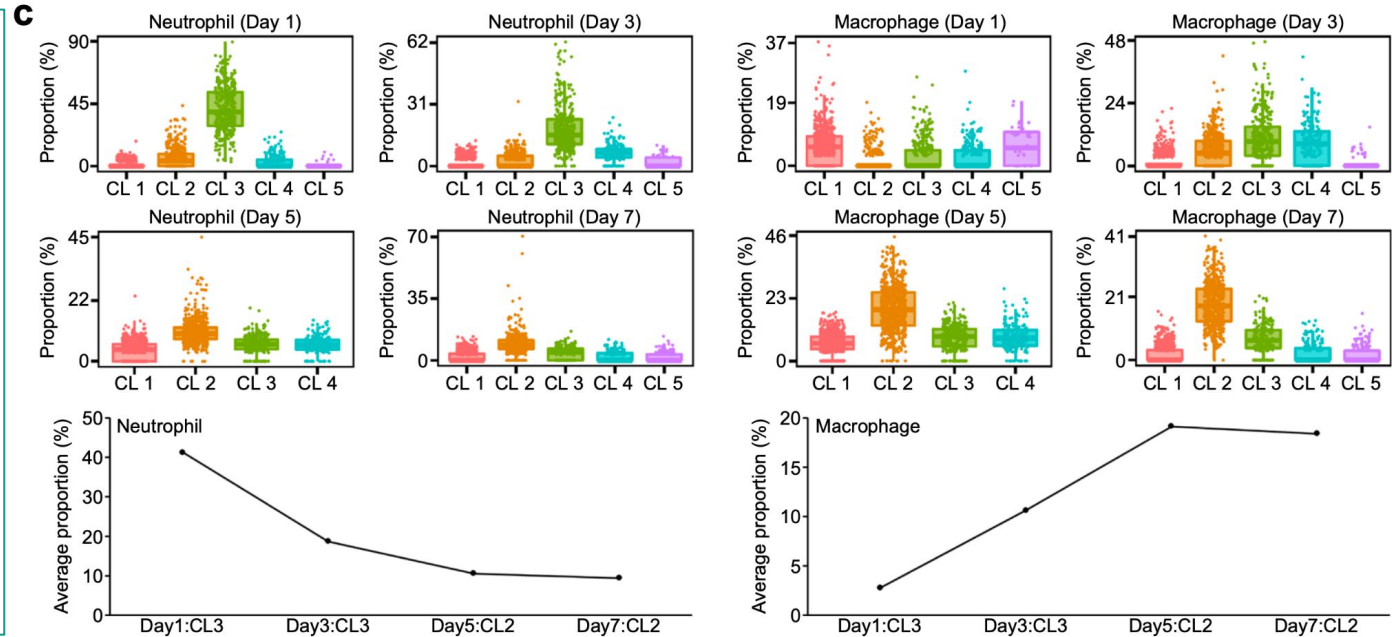 c
Neutrophil (Day 1)
Proportion (%)
90
45
0
CL 1 CL 2 CL 3 CL 4 CL 5
Neutrophil (Day 3)
Proportion (%)
62
31
0
CL 1 CL 2 CL 3 CL 4 CL 5
Macrophage (Day 1)
Proportion (%)
37
19
0
CL 1 CL 2 CL 3 CL 4 CL 5
Macrophage (Day 3)
Proportion (%)
48
24
0
CL 1 CL 2 CL 3 CL 4 CL 5
Neutrophil (Day 5)
Proportion (%)
45
22
0
CL 1 CL 2 CL 3 CL 4
Neutrophil (Day 7)
Proportion (%)
70
35
0
CL 1 CL 2 CL 3 CL 4 CL 5
Macrophage (Day 5)
Proportion (%)
46
23
0
CL 1 CL 2 CL 3 CL 4
Macrophage (Day 7)
Proportion (%)
41
21
0
CL 1 CL 2 CL 3 CL 4 CL 5
Neutrophil
Average proportion (%)
50
40
30
20
10
0
Day1:CL3 Day3:CL3 Day5:CL2 Day7:CL2
Macrophage
Average proportion (%)
20
15
10
5
0
Day1:CL3 Day3:CL3 Day5:CL2 Day7:CL2